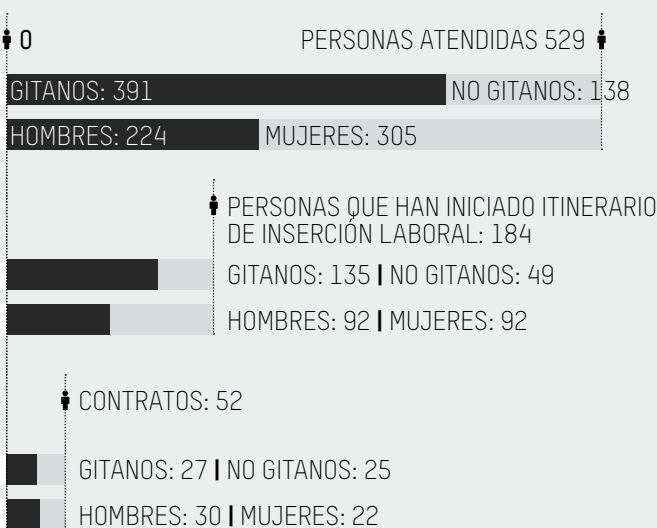 0
PERSONAS ATENDIDAS 529
GITANOS: 391
NO GITANOS: 138
HOMBRES: 224
MUJERES: 305
PERSONAS QUE HAN INICIADO ITINERARIO
DE INSERCIÓN LABORAL: 184
GITANOS: 135 | NO GITANOS: 49
HOMBRES: 92 | MUJERES: 92
CONTRATOS: 52
GITANOS: 27 | NO GITANOS: 25
HOMBRES: 30 | MUJERES: 22